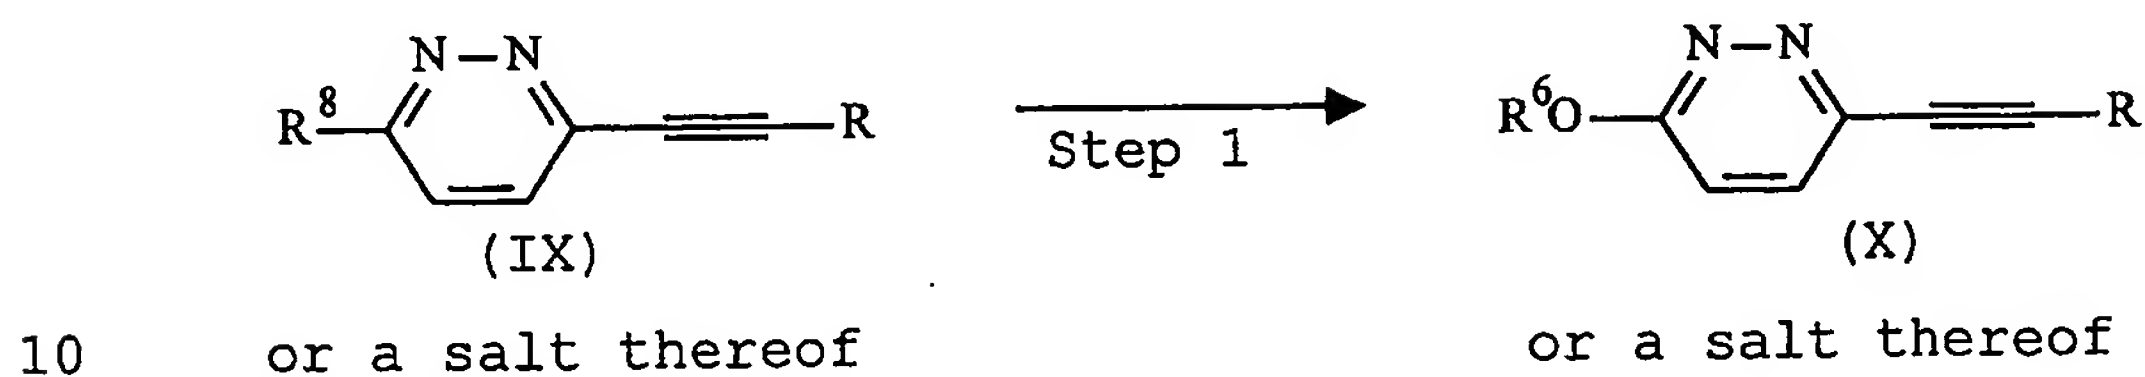 N N N N
R8 R R6O R
Step 1
(IX) (X)
10 or a salt thereof or a salt thereof